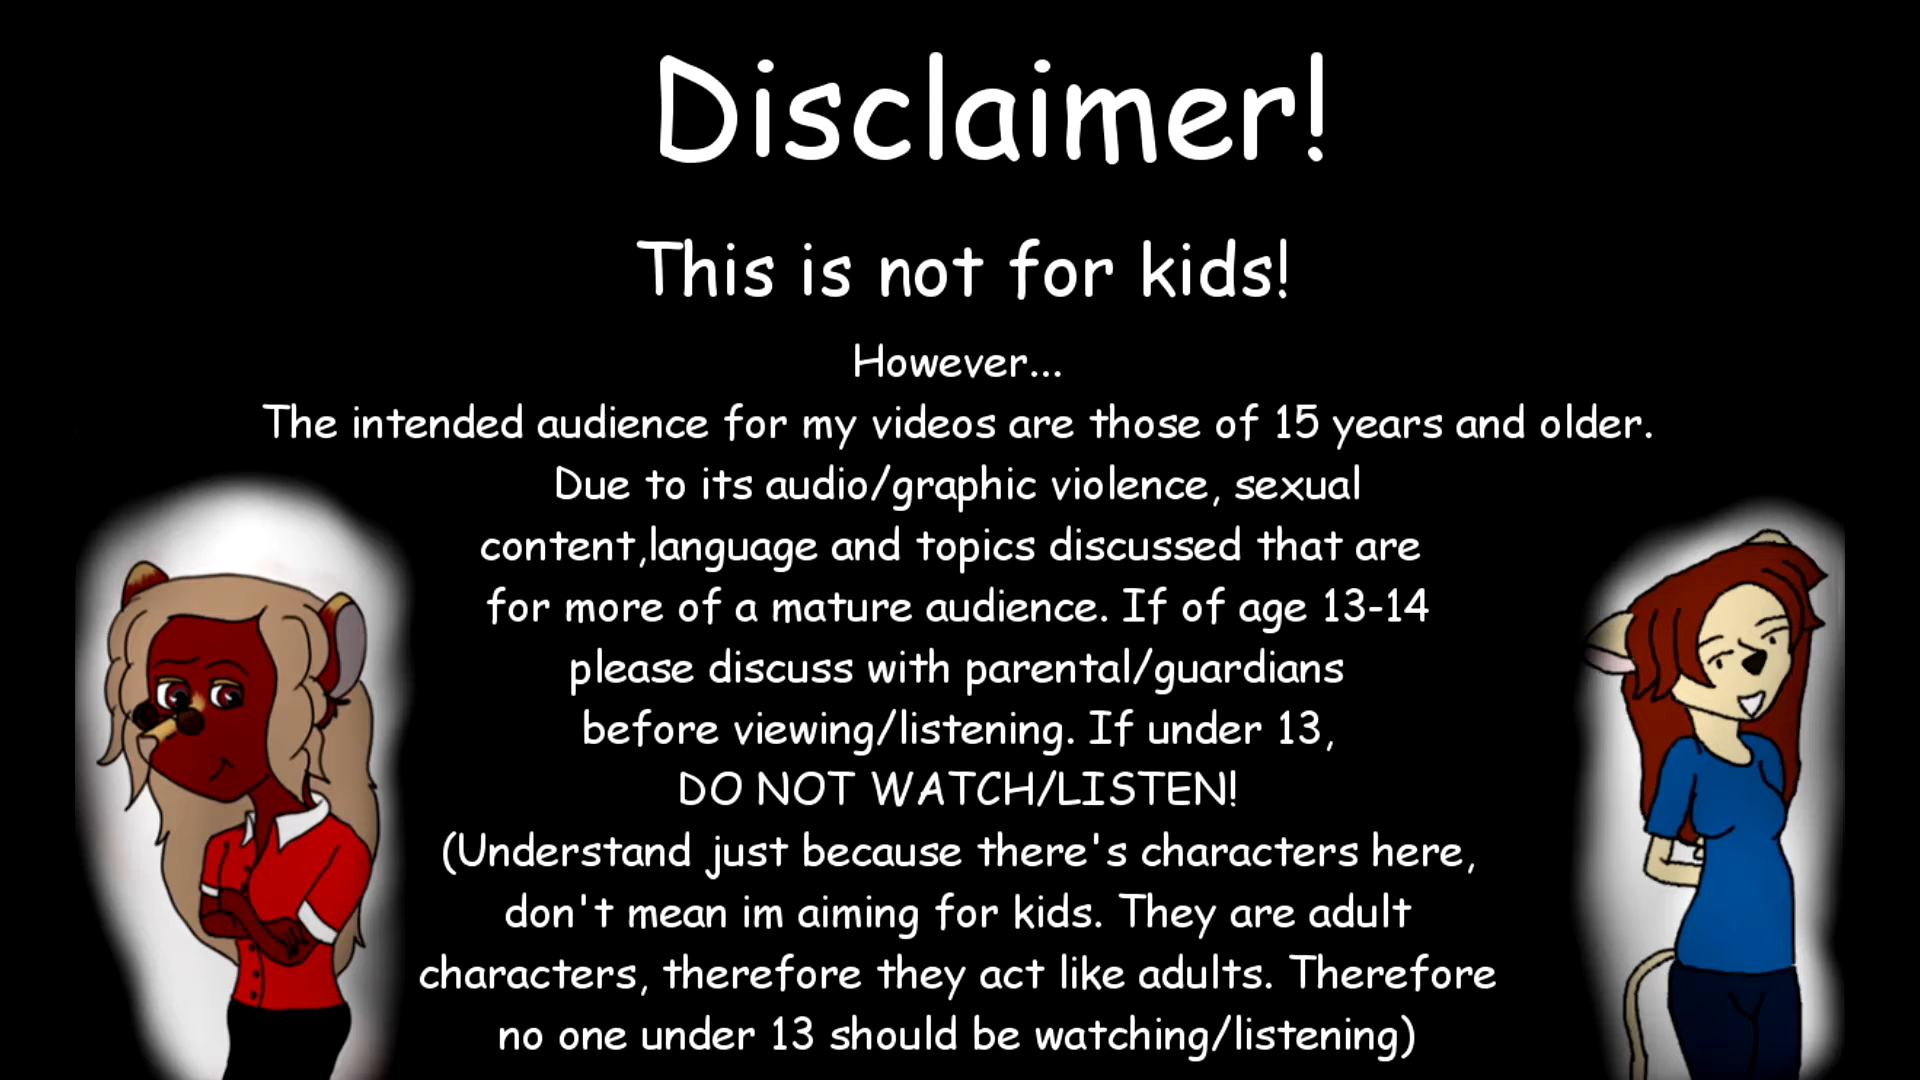 Disclaimer!
This is not for kids!
However...
The intended audience for my videos are those of 15 years and older.
Due to its audio/graphic violence, sexual
content,language and topics discussed that are
for more of a mature audience. If of age 13-14
please discuss with parental/guardians
before viewing/listening. If under 13,
DO NOT WATCH/LISTEN!
(Understand just because there's characters here,
don't mean im aiming for kids. They are adult
characters, therefore they act like adults. Therefore
no one under 13 should be watching/listening)